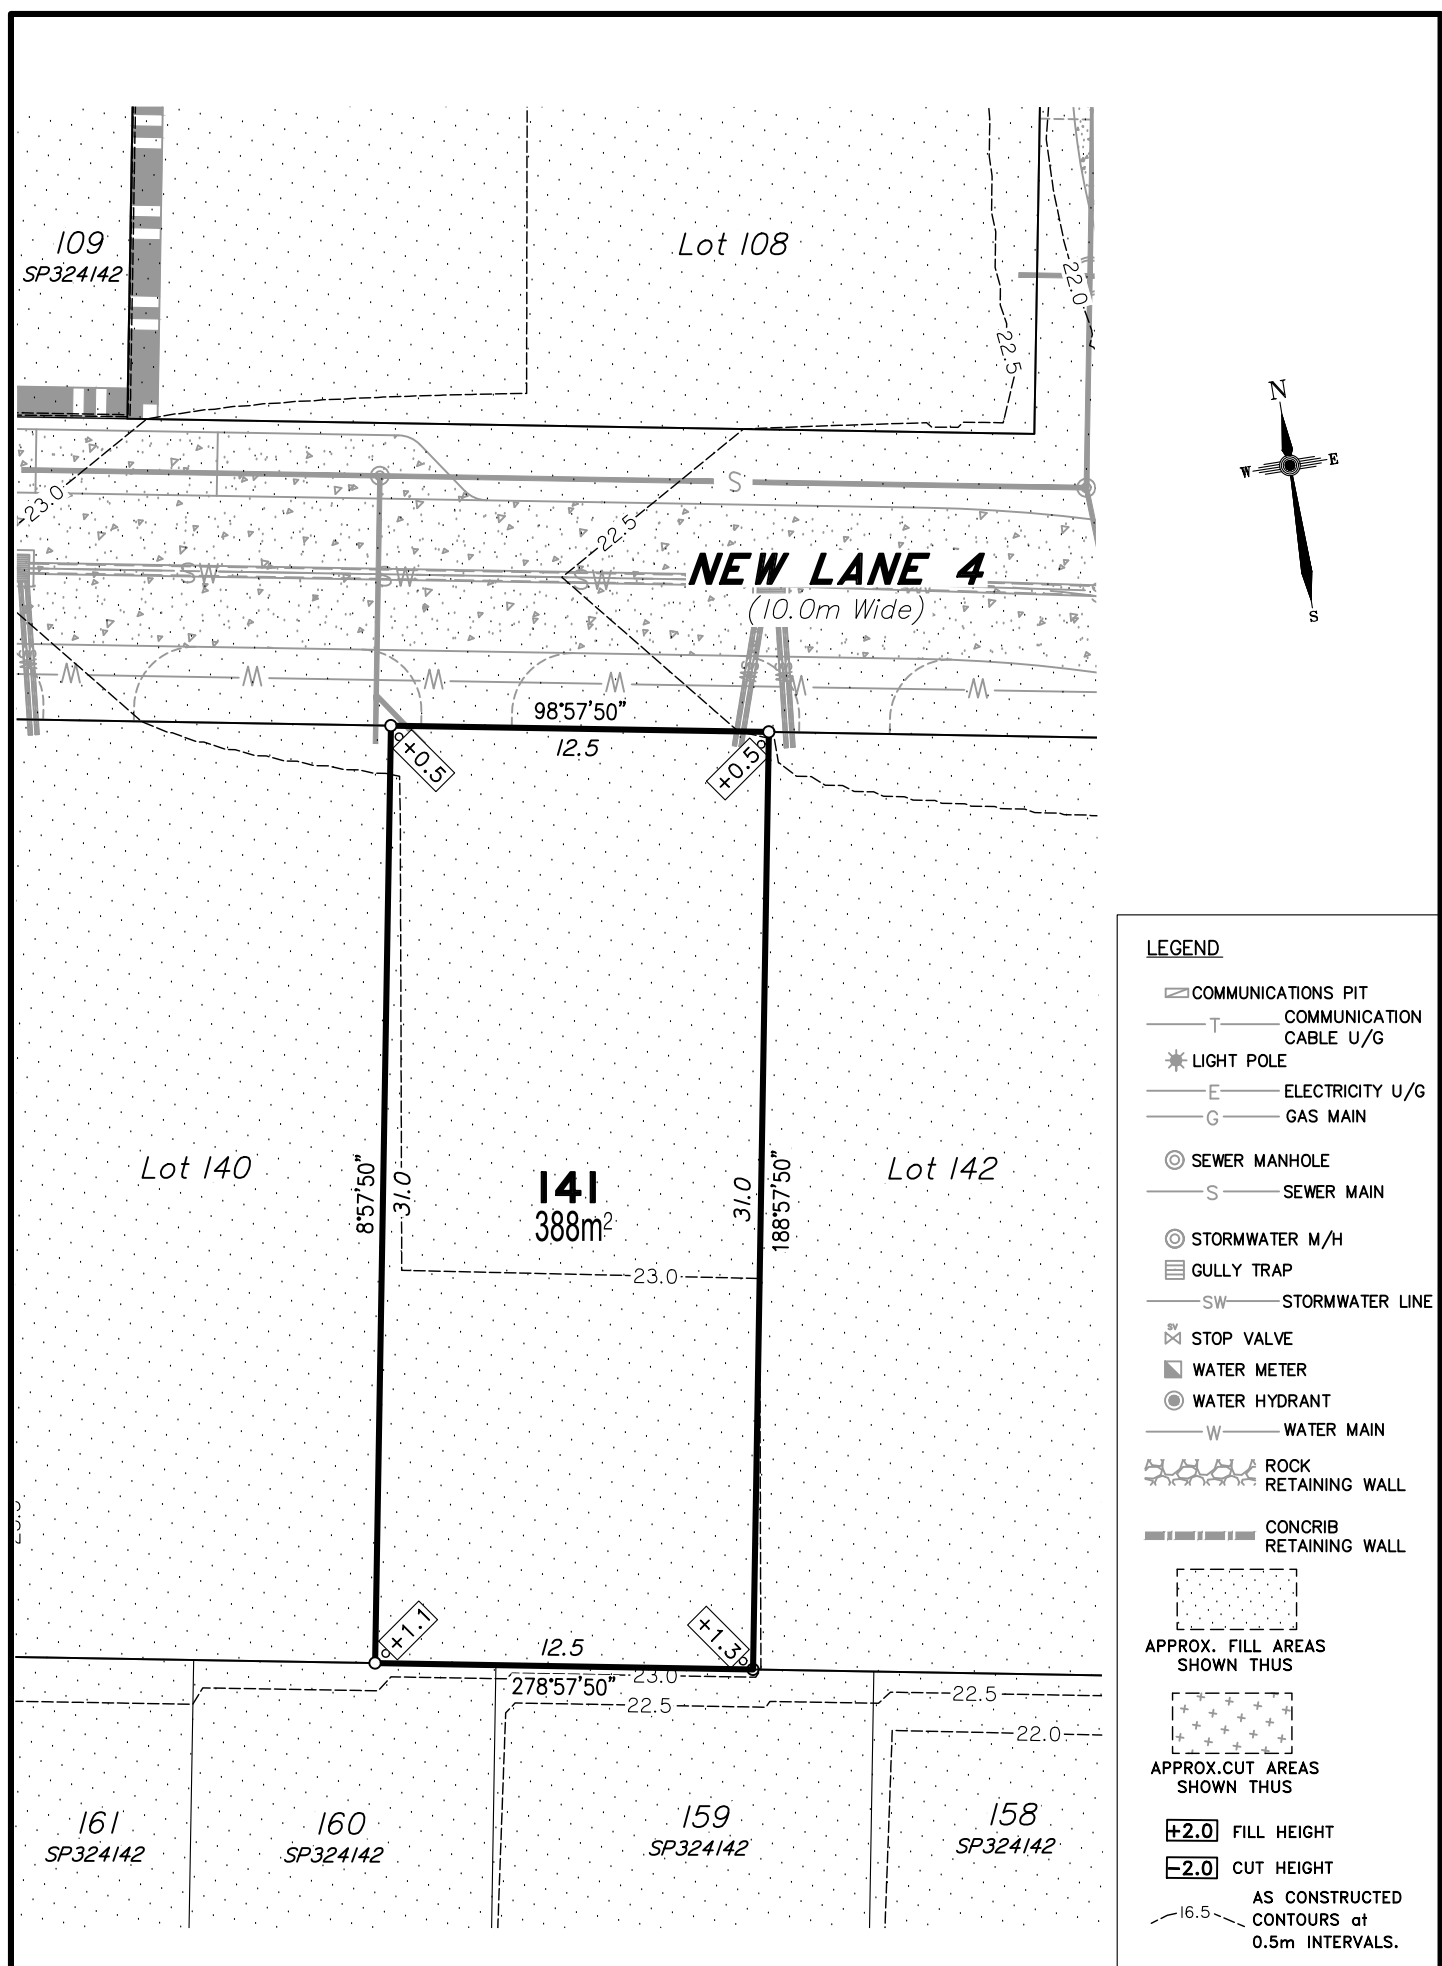 109
SP324142
Lot 108
22.0
22.5
N
W
E
S
S
23.0
22.5
SW
SW
SW
NEW LANE 4
(10.0m Wide)
W
W
W
W
W
W
98°57'50"
12.5
+0.5
+0.5
Lot 140
8°57'50"
31.0
141
388m²
31.0
188°57'50"
Lot 142
23.0
+1.1
+1.3
12.5
278°57'50"
23.0
22.5
22.5
22.0
161
SP324142
160
SP324142
159
SP324142
158
SP324142
LEGEND
COMMUNICATIONS PIT
T COMMUNICATION
CABLE U/G
LIGHT POLE
E ELECTRICITY U/G
G GAS MAIN
SEWER MANHOLE
S SEWER MAIN
STORMWATER M/H
GULLY TRAP
SW STORMWATER LINE
SV
STOP VALVE
WATER METER
WATER HYDRANT
W WATER MAIN
ROCK
RETAINING WALL
CONCRIB
RETAINING WALL
APPROX. FILL AREAS
SHOWN THUS
APPROX.CUT AREAS
SHOWN THUS
+2.0 FILL HEIGHT
-2.0 CUT HEIGHT
16.5
AS CONSTRUCTED
CONTOURS at
0.5m INTERVALS.